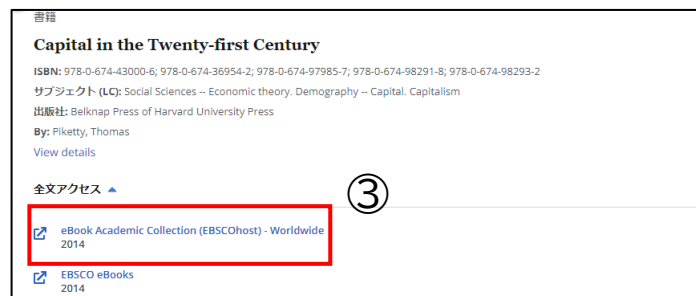 書籍
Capital in the Twenty-first Century
ISBN: 978-0-674-43000-6; 978-0-674-36954-2; 978-0-674-97985-7; 978-0-674-98291-8; 978-0-674-98293-2
サブジェクト (LC): Social Sciences -- Economic theory. Demography -- Capital. Capitalism
出版社: Belknap Press of Harvard University Press
By: Piketty, Thomas
View details
全文アクセス ▲
③
eBook Academic Collection (EBSCOhost) - Worldwide
2014
EBSCO eBooks
2014